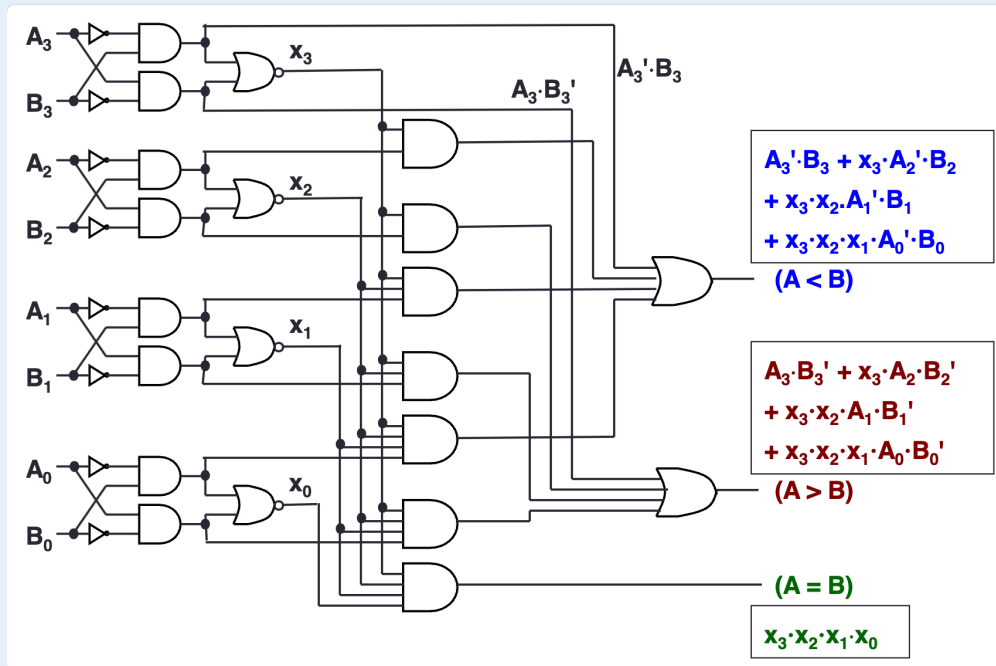 A₃
B₃
x₃
A₃'·B₃
A₃·B₃'
A₂
B₂
x₂
A₃'·B₃ + x₃·A₂'·B₂
+ x₃·x₂.A₁'·B₁
+ x₃·x₂·x₁·A₀'·B₀
(A < B)
A₁
B₁
x₁
A₃·B₃' + x₃·A₂·B₂'
+ x₃·x₂·A₁·B₁'
+ x₃·x₂·x₁·A₀·B₀'
(A > B)
A₀
B₀
x₀
(A = B)
x₃·x₂·x₁·x₀